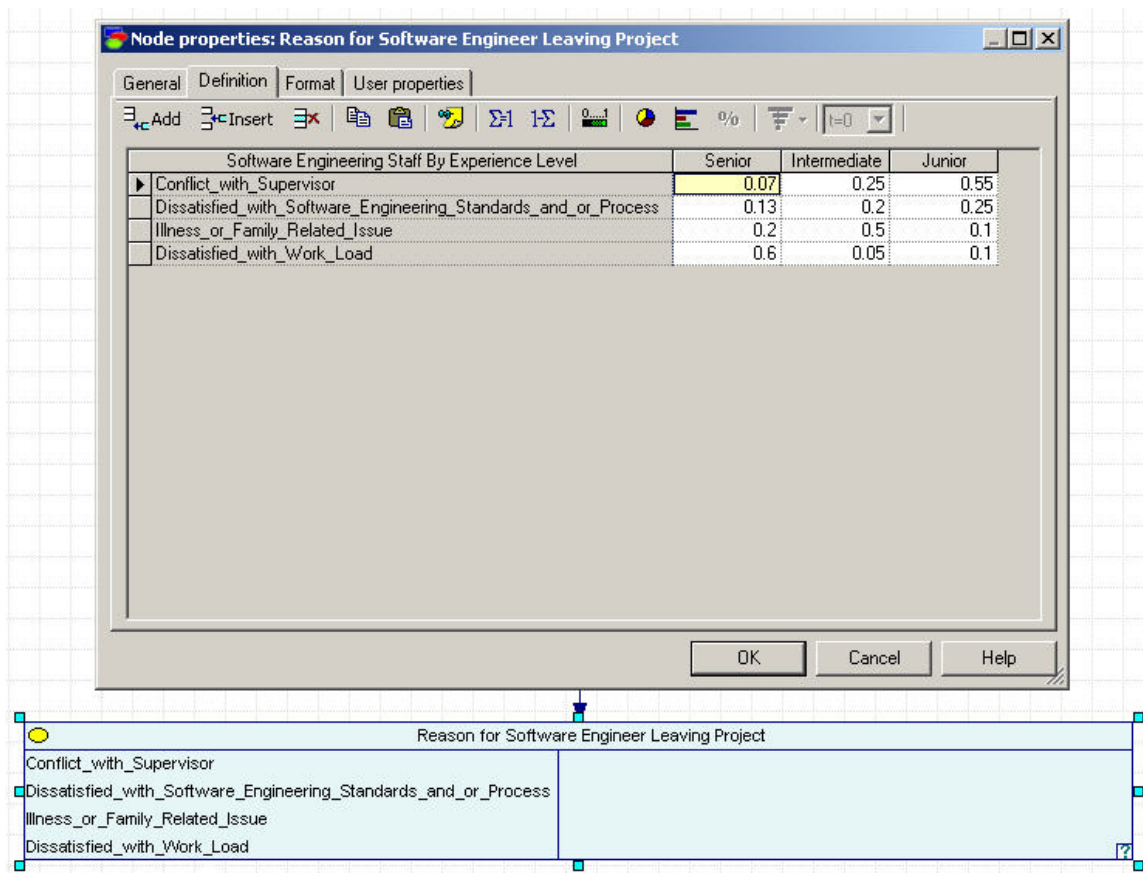 Node properties: Reason for Software Engineer Leaving Project
General Definition Format User properties
Add Insert Σ=1 1-Σ % t=0
Software Engineering Staff By Experience Level Senior Intermediate Junior
Conflict_with_Supervisor 0.07 0.25 0.55
Dissatisfied_with_Software_Engineering_Standards_and_or_Process 0.13 0.2 0.25
Illness_or_Family_Related_Issue 0.2 0.5 0.1
Dissatisfied_with_Work_Load 0.6 0.05 0.1
OK Cancel Help
Reason for Software Engineer Leaving Project
Conflict_with_Supervisor
Dissatisfied_with_Software_Engineering_Standards_and_or_Process
Illness_or_Family_Related_Issue
Dissatisfied_with_Work_Load
?